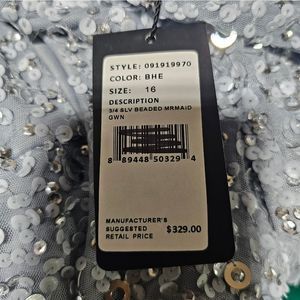 STYLE: 091919970
COLOR: BHE
SIZE: 16
DESCRIPTION
3/4 SLV BEADED MRMAID
GWN
8 89448 50329 4
MANUFACTURER'S
SUGGESTED
RETAIL PRICE $329.00